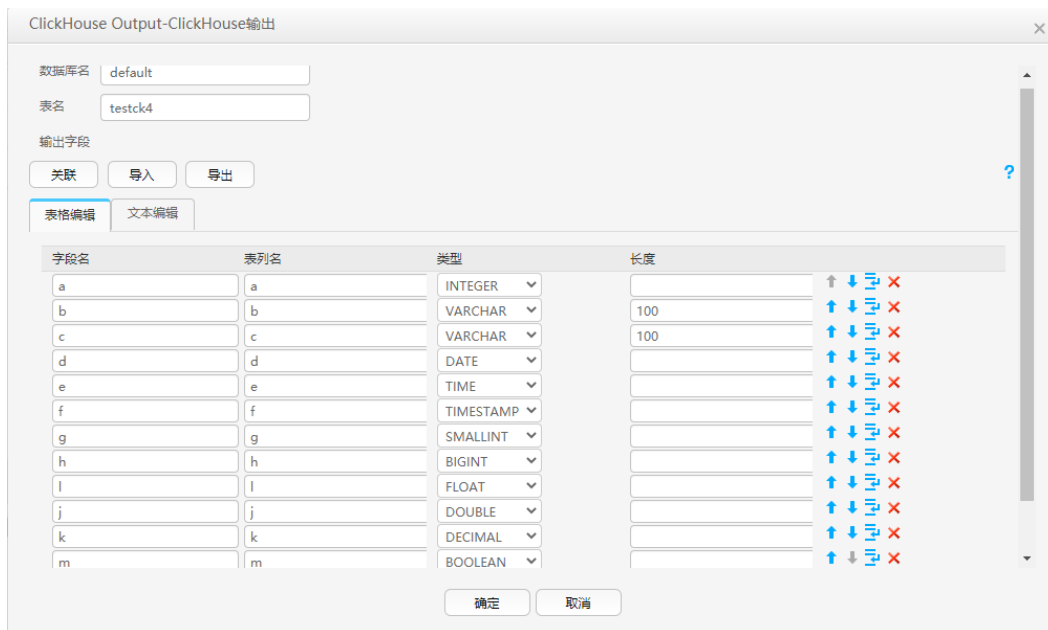 ClickHouse Output-ClickHouse输出
数据库名 default
表名 testck4
输出字段
关联 导入 导出
?
表格编辑 文本编辑
字段名 表列名 类型 长度
a a INTEGER
b b VARCHAR 100
c c VARCHAR 100
d d DATE
e e TIME
f f TIMESTAMP
g g SMALLINT
h h BIGINT
l l FLOAT
j j DOUBLE
k k DECIMAL
m m BOOLEAN
确定 取消